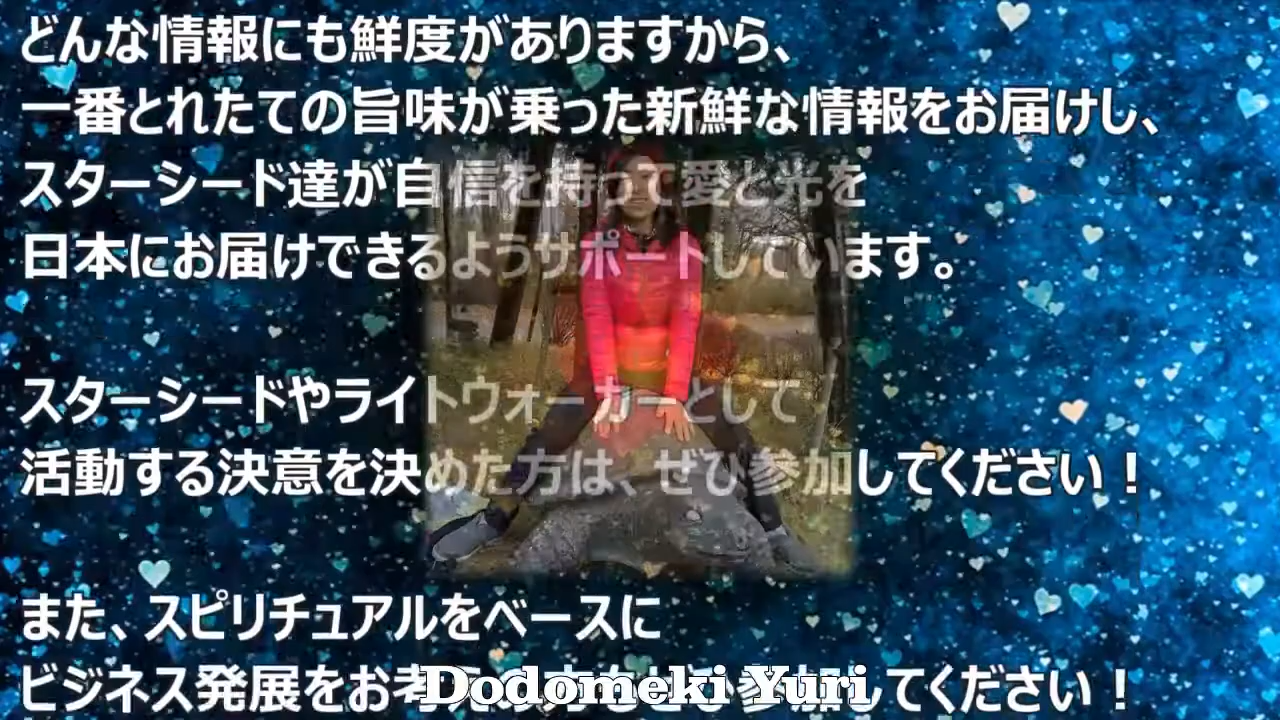 どんな情報にも鮮度がありますから、
一番とれたての旨味が乗った新鮮な情報をお届けし、
スターシード達が自信を持って愛と光を
日本にお届けできるようサポートしています。
スターシードやライトウォーカーとして
活動する決意を決めた方は、ぜひ参加してください！
また、スピリチュアルをベースに
ビジネス発展をお考 参加してください！
Dodomeki Yuri